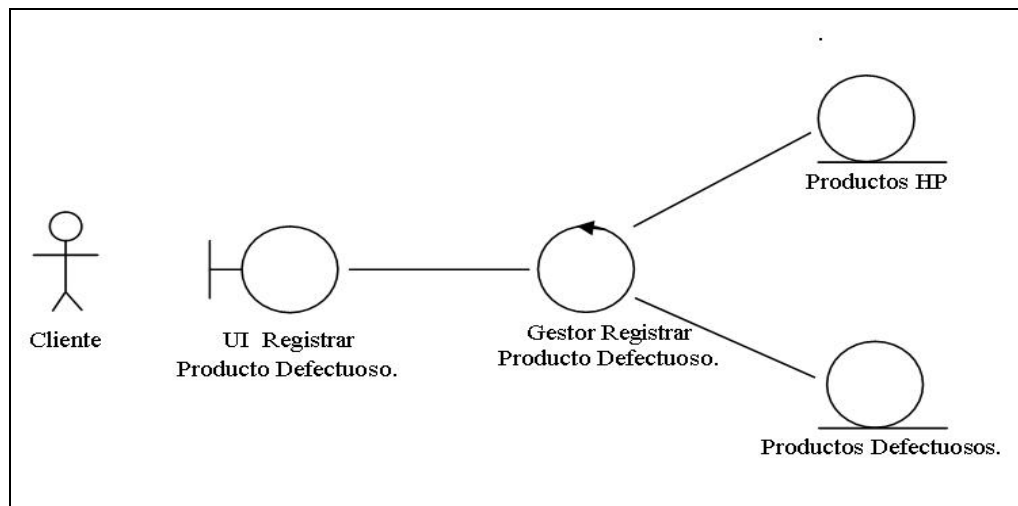 Productos HP
Cliente
UI Registrar
Producto Defectuoso.
Gestor Registrar
Producto Defectuoso.
Productos Defectuosos.